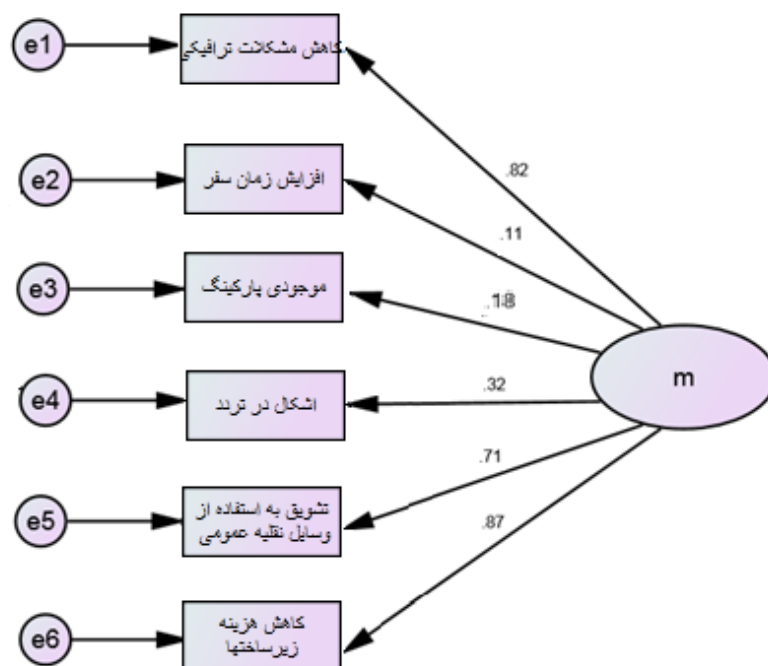 e1
کاهش مشکلات ترافیکی
.82
e2
افزایش زمان سفر
.11
e3
موجودی پارکینگ
.18
m
e4
اشکال در تردد
.32
e5
تشویق به استفاده از
وسایل نقلیه عمومی
.71
e6
کاهش هزینه
زیرساختها
.87